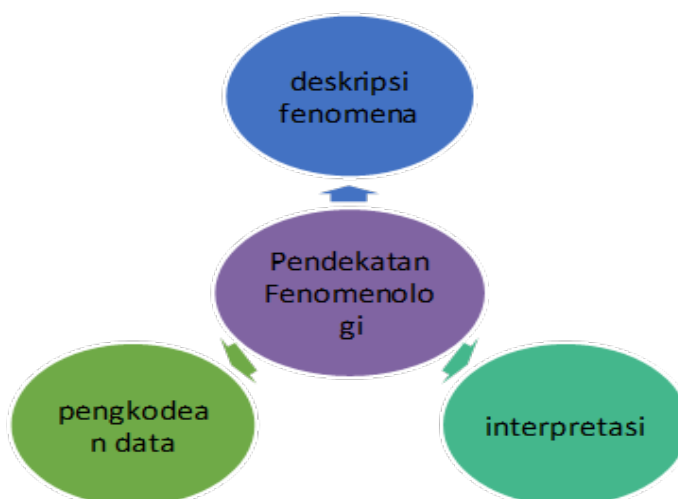 deskripsi
fenomena
Pendekatan
Fenomenolo
gi
pengkodea
n data
interpretasi